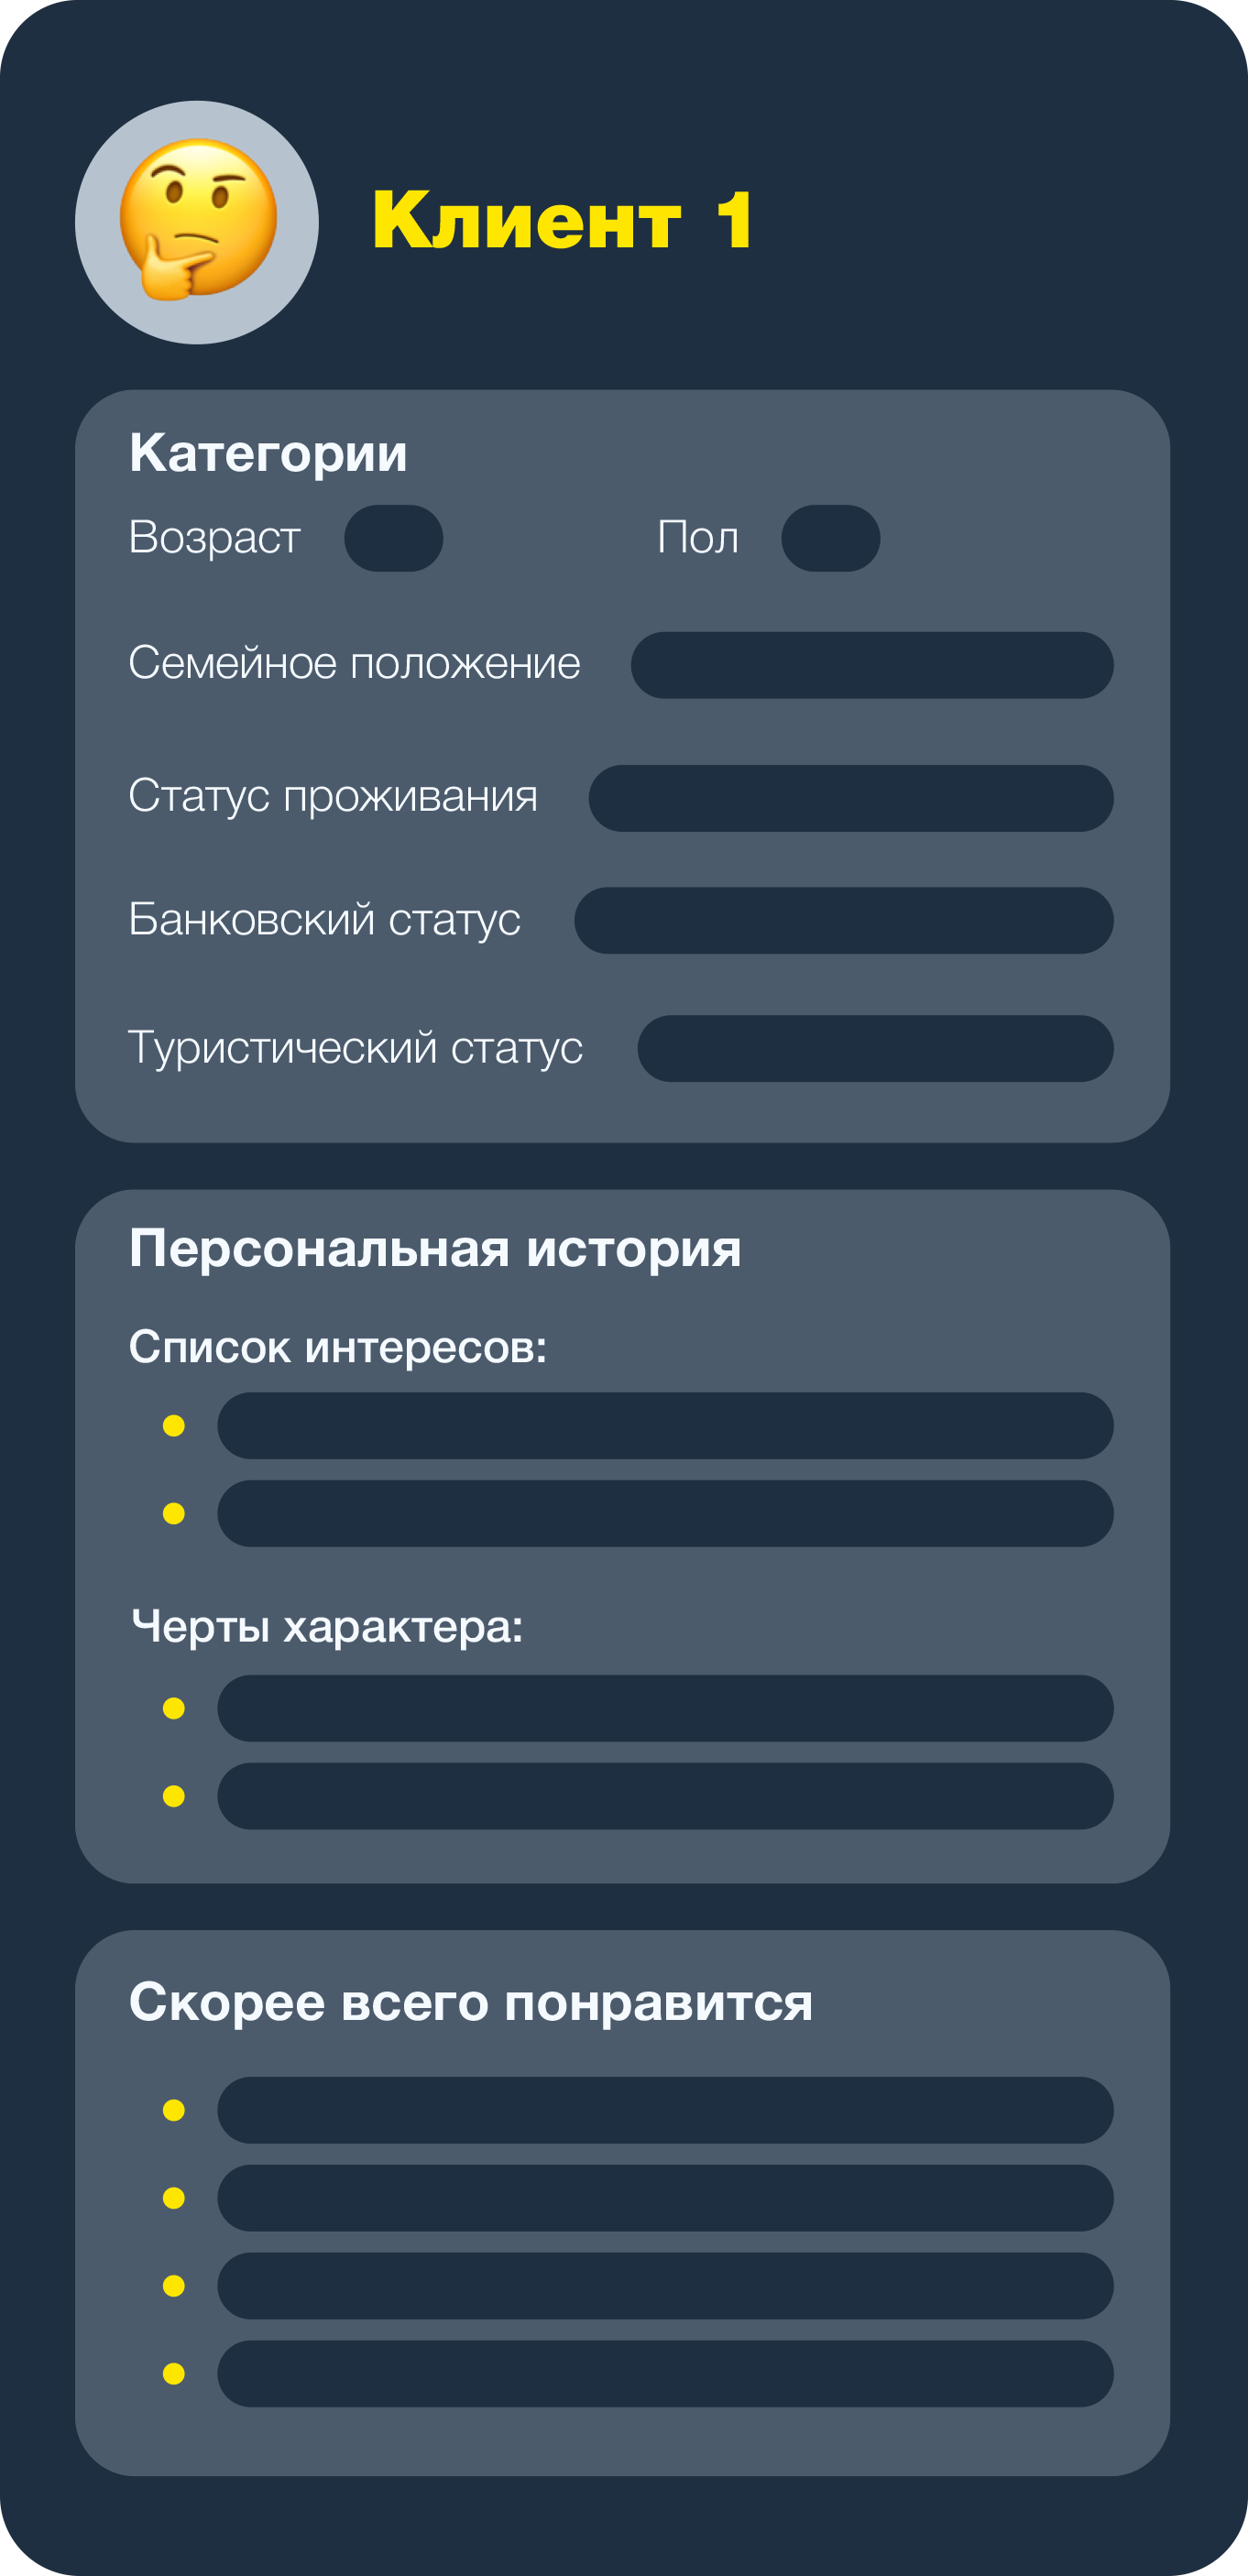 Клиент 1
Категории
Возраст
Пол
Семейное положение
Статус проживания
Банковский статус
Туристический статус
Персональная история
Список интересов:
Черты характера:
Скорее всего понравится